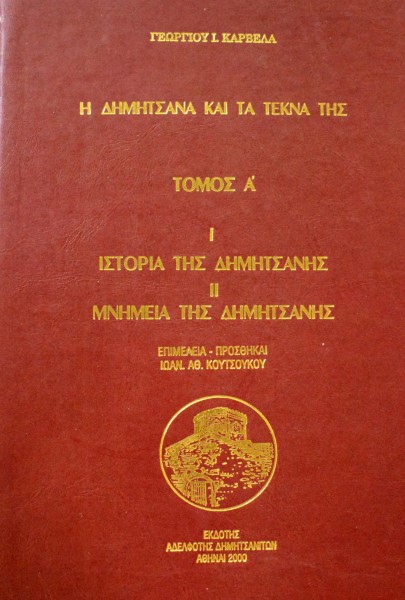 ΓΕΩΡΓΙΟΥ Ι. ΚΑΡΒΕΛΑ
Η ΔΗΜΗΤΣΑΝΑ ΚΑΙ ΤΑ ΤΕΚΝΑ ΤΗΣ
ΤΟΜΟΣ Α΄
Ι
ΙΣΤΟΡΙΑ ΤΗΣ ΔΗΜΗΤΣΑΝΗΣ
ΙΙ
ΜΝΗΜΕΙΑ ΤΗΣ ΔΗΜΗΤΣΑΝΗΣ
ΕΠΙΜΕΛΕΙΑ - ΠΡΟΣΘΗΚΑΙ
ΙΩΑΝ. ΑΘ. ΚΟΥΤΣΟΥΚΟΥ
ΕΚΔΟΤΗΣ
ΑΔΕΛΦΟΤΗΣ ΔΗΜΗΤΣΑΝΙΤΩΝ
ΑΘΗΝΑΙ 2000